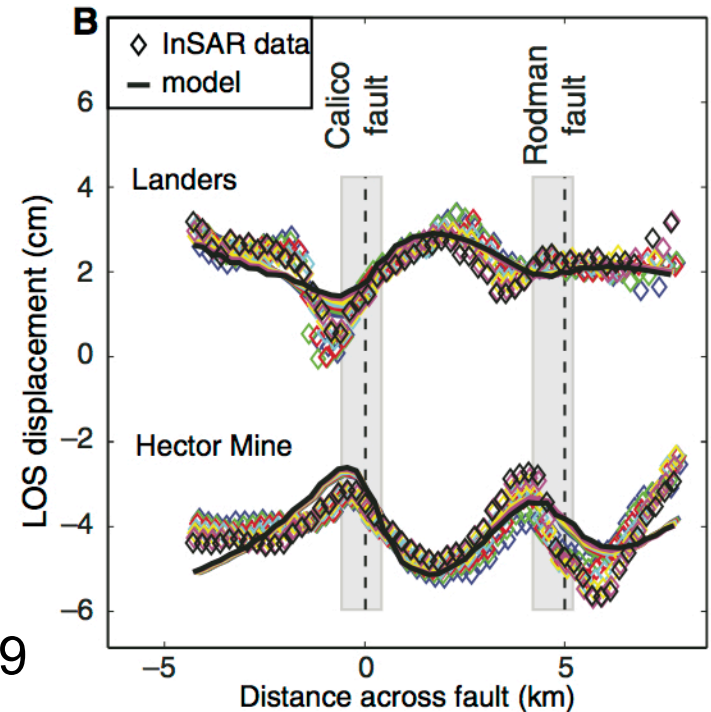 B
InSAR data
model
Calico
fault
Rodman
fault
Landers
Hector Mine
LOS displacement (cm)
6
4
2
0
−2
−4
−6
9
−5
0
5
Distance across fault (km)